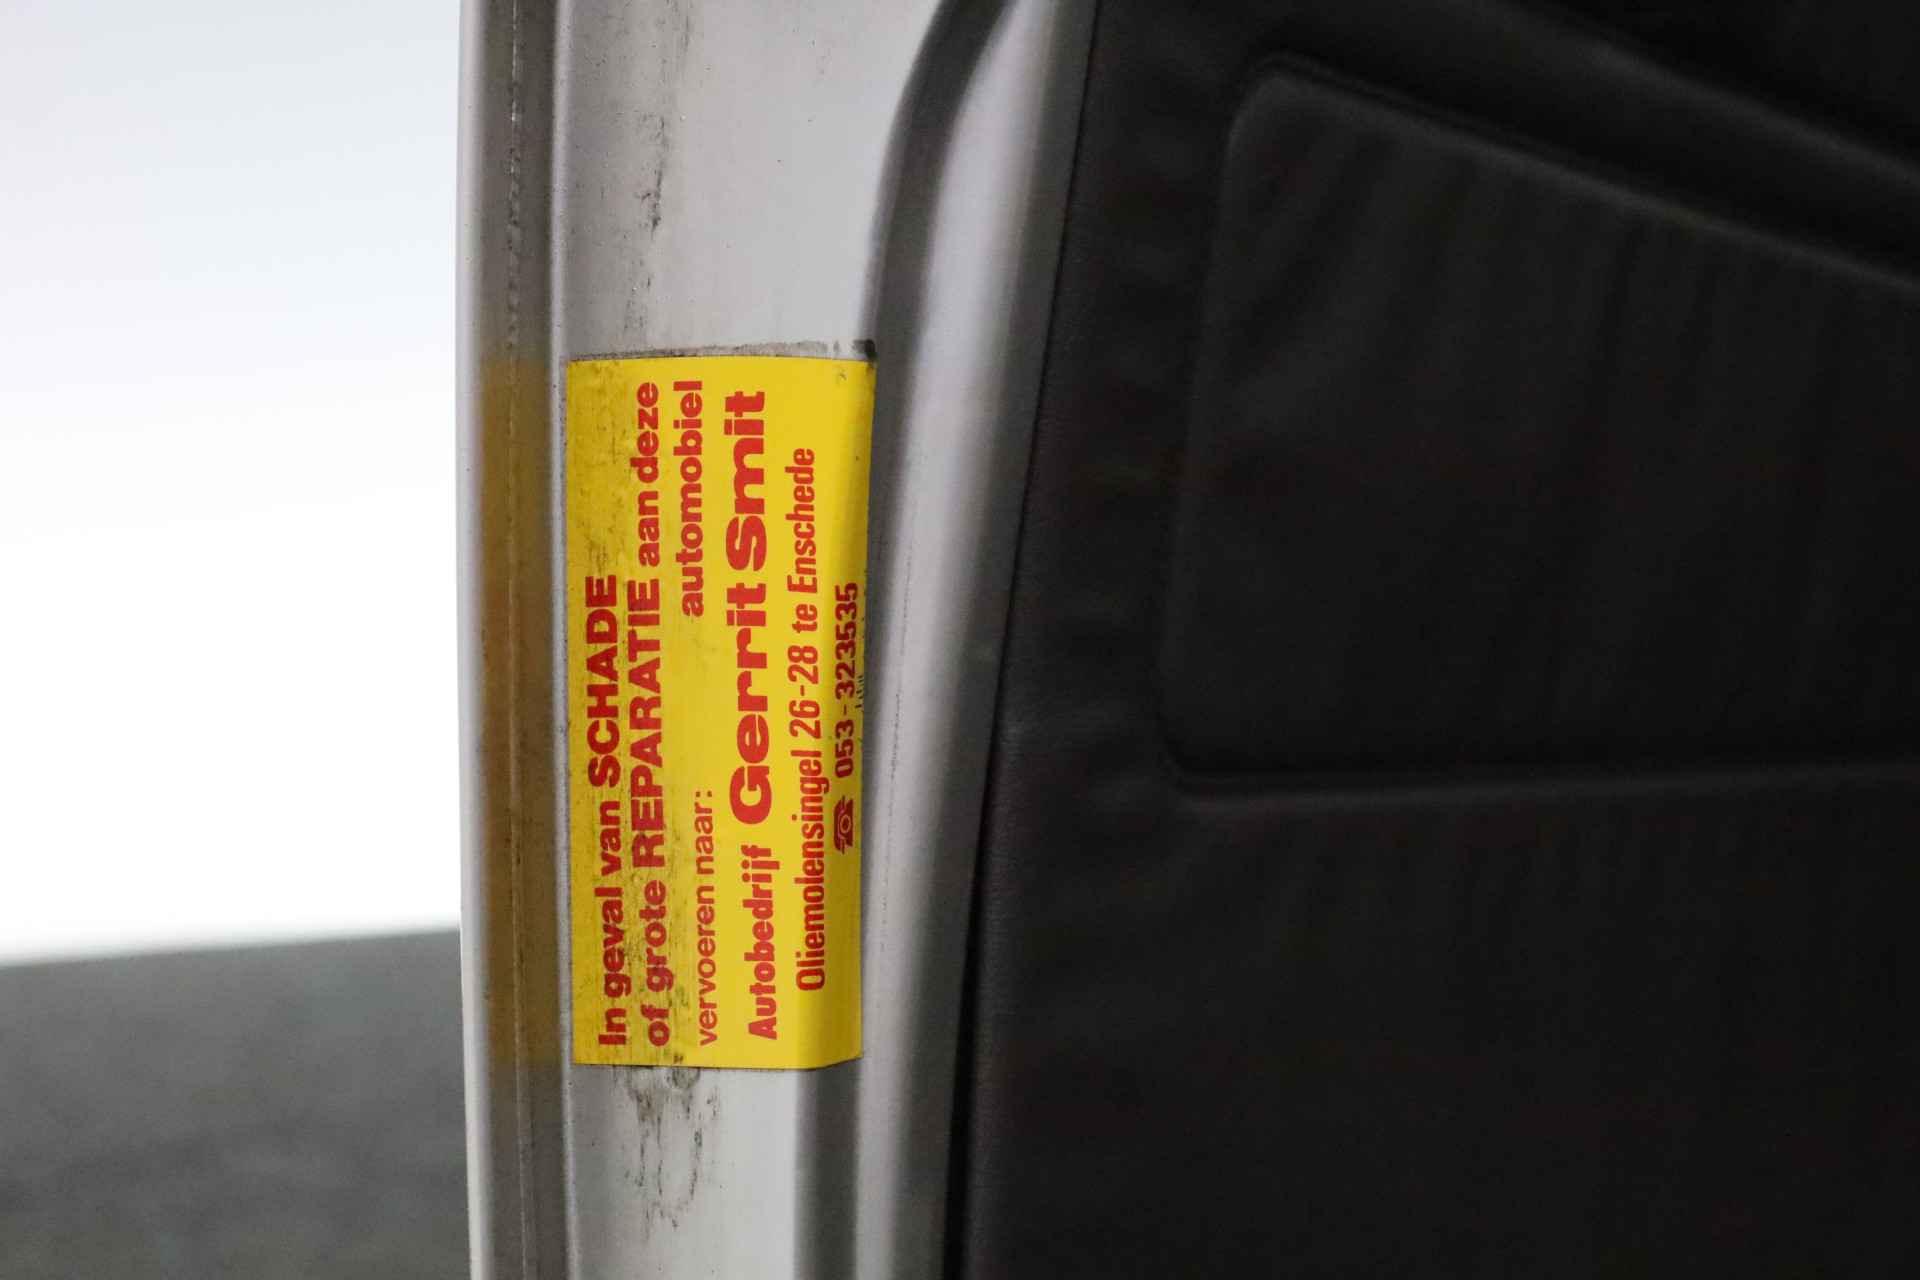 In geval van SCHADE
of grote REPARATIE aan deze
automobiel
vervoeren naar:
Autobedrijf Gerrit Smit
Oliemolensingel 26-28 te Enschede
☎ 053-323535